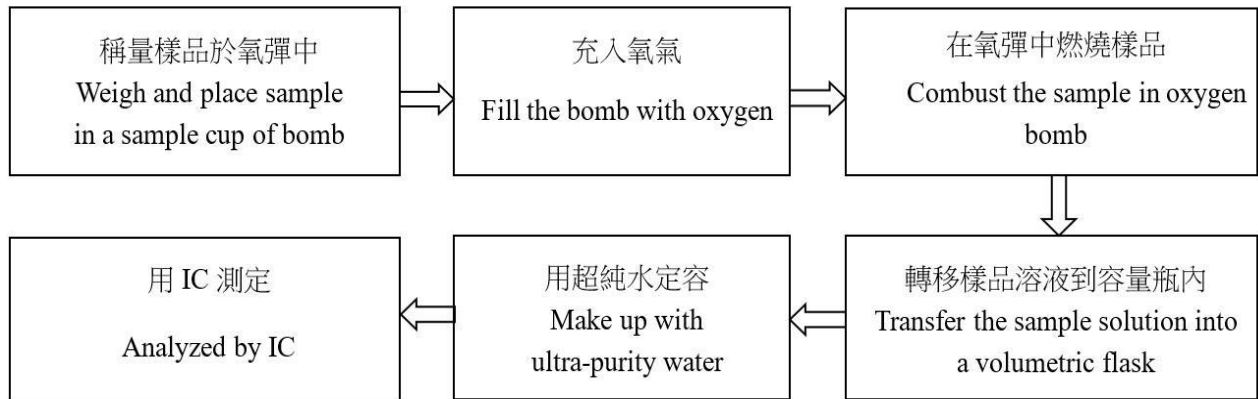 稱量樣品於氧彈中
Weigh and place sample
in a sample cup of bomb
充入氧氣
Fill the bomb with oxygen
在氧彈中燃燒樣品
Combust the sample in oxygen
bomb
轉移樣品溶液到容量瓶內
Transfer the sample solution into
a volumetric flask
用超純水定容
Make up with
ultra-purity water
用 IC 測定
Analyzed by IC